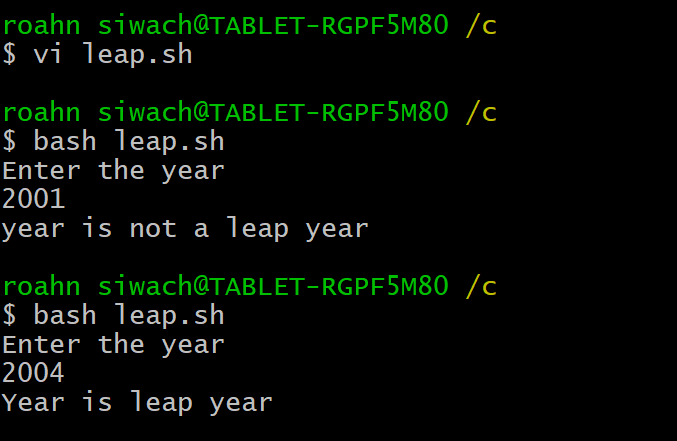 roahn siwach@TABLET-RGPF5M80 /c
$ vi leap.sh
roahn siwach@TABLET-RGPF5M80 /c
$ bash leap.sh
Enter the year
2001
year is not a leap year
roahn siwach@TABLET-RGPF5M80 /c
$ bash leap.sh
Enter the year
2004
Year is leap year